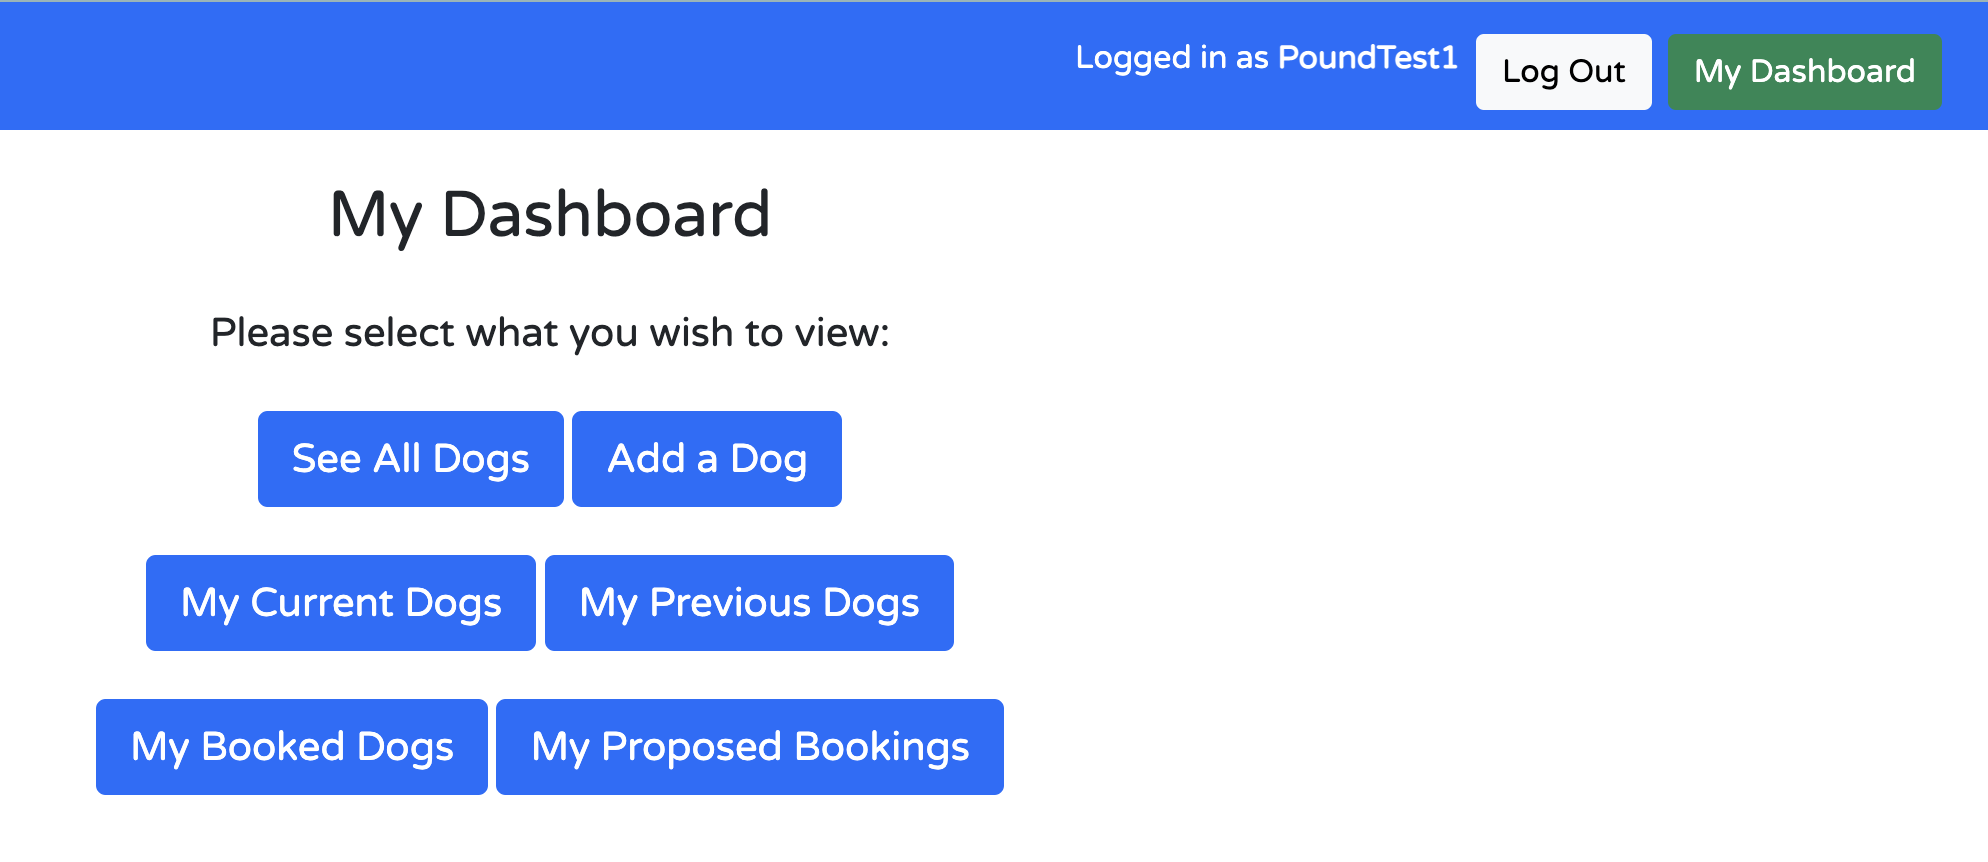 Logged in as PoundTest1 Log Out My Dashboard
My Dashboard
Please select what you wish to view:
See All Dogs Add a Dog
My Current Dogs My Previous Dogs
My Booked Dogs My Proposed Bookings